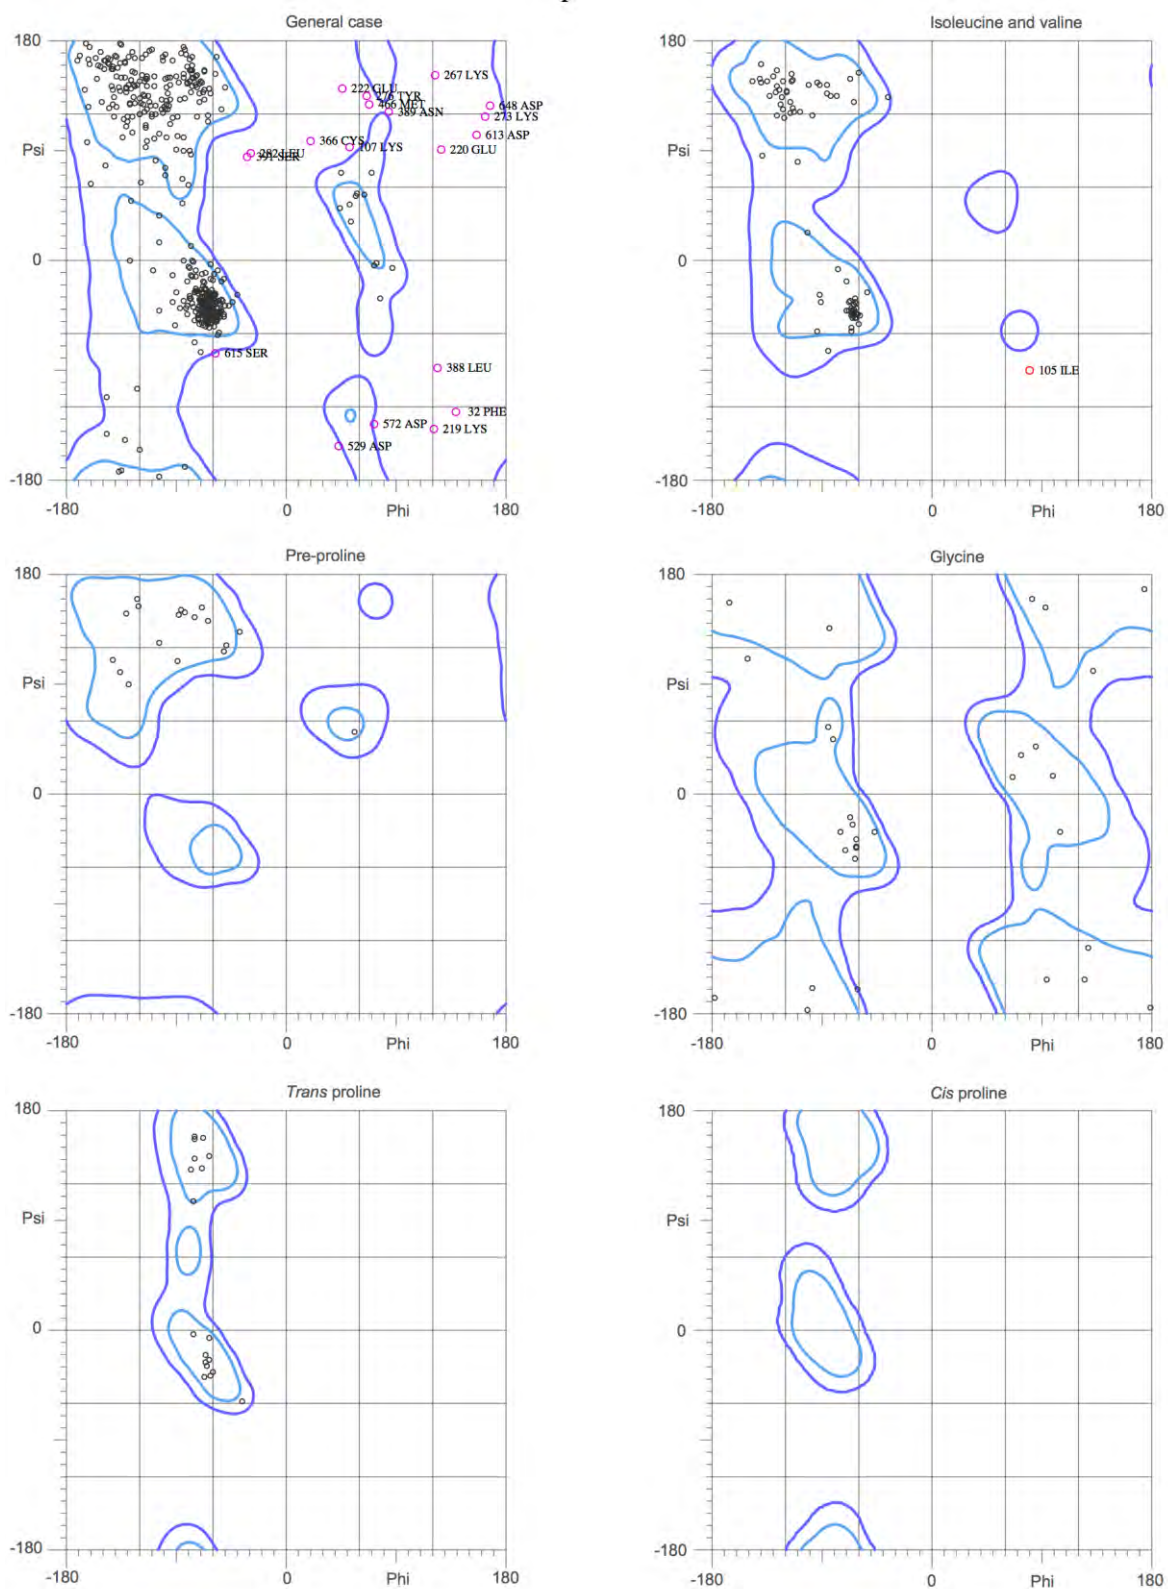 General case
Isoleucine and valine
180
180
267 LYS
222 GLU
276 TYR
466 MET
389 ASN
648 ASP
273 LYS
613 ASP
366 CYS
107 LYS
220 GLU
282 LEU
391 SER
Psi
Psi
0
0
615 SER
388 LEU
105 ILE
32 PHE
572 ASP
219 LYS
529 ASP
-180
-180
-180
0
Phi
180
-180
0
Phi
180
Pre-proline
Glycine
180
180
Psi
Psi
0
0
-180
-180
-180
0
Phi
180
-180
0
Phi
180
Trans proline
Cis proline
180
180
Psi
Psi
0
0
-180
-180
-180
0
Phi
180
-180
0
Phi
180